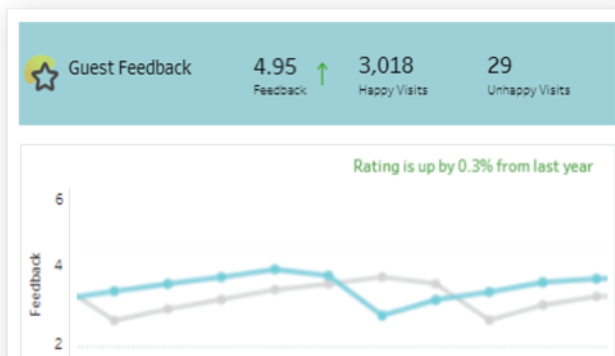 Guest Feedback
4.95
Feedback
3,018
Happy Visits
29
Unhappy Visits
Rating is up by 0.3% from last year
6
4
2
Feedback